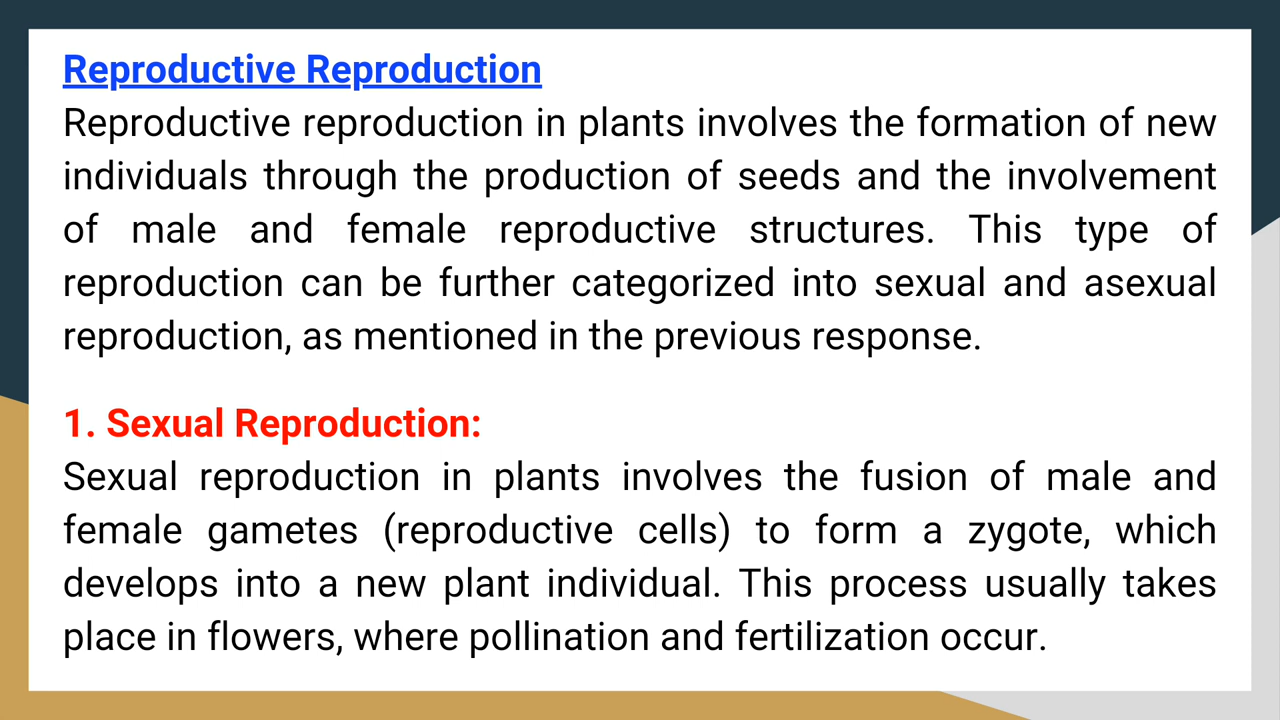 Reproductive Reproduction
Reproductive reproduction in plants involves the formation of new
individuals through the production of seeds and the involvement
of male and female reproductive structures. This type of
reproduction can be further categorized into sexual and asexual
reproduction, as mentioned in the previous response.
1. Sexual Reproduction:
Sexual reproduction in plants involves the fusion of male and
female gametes (reproductive cells) to form a zygote, which
develops into a new plant individual. This process usually takes
place in flowers, where pollination and fertilization occur.